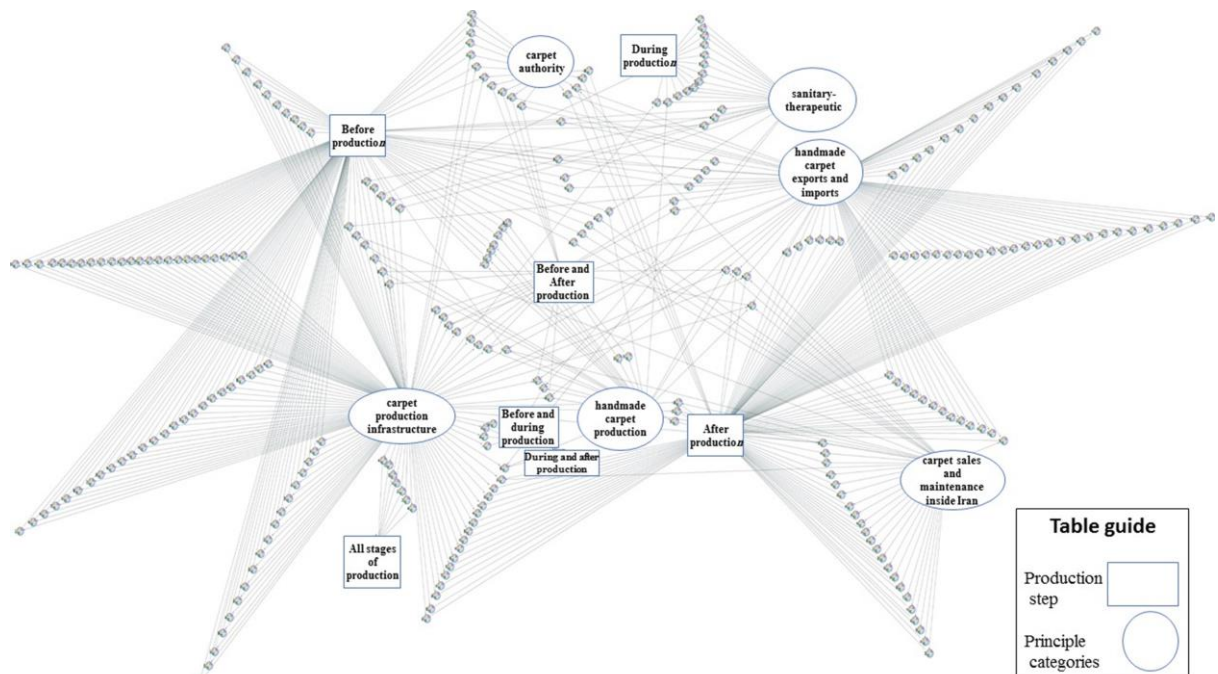 carpet
authority
During
production
sanitary-
therapeutic
Before
production
handmade
carpet
exports and
imports
Before and
After
production
carpet
production
infrastructure
Before and
during
production
handmade
carpet
production
After
production
During and after
production
carpet sales
and
maintenance
inside Iran
All stages
of
production
Table guide
Production
step
Principle
categories